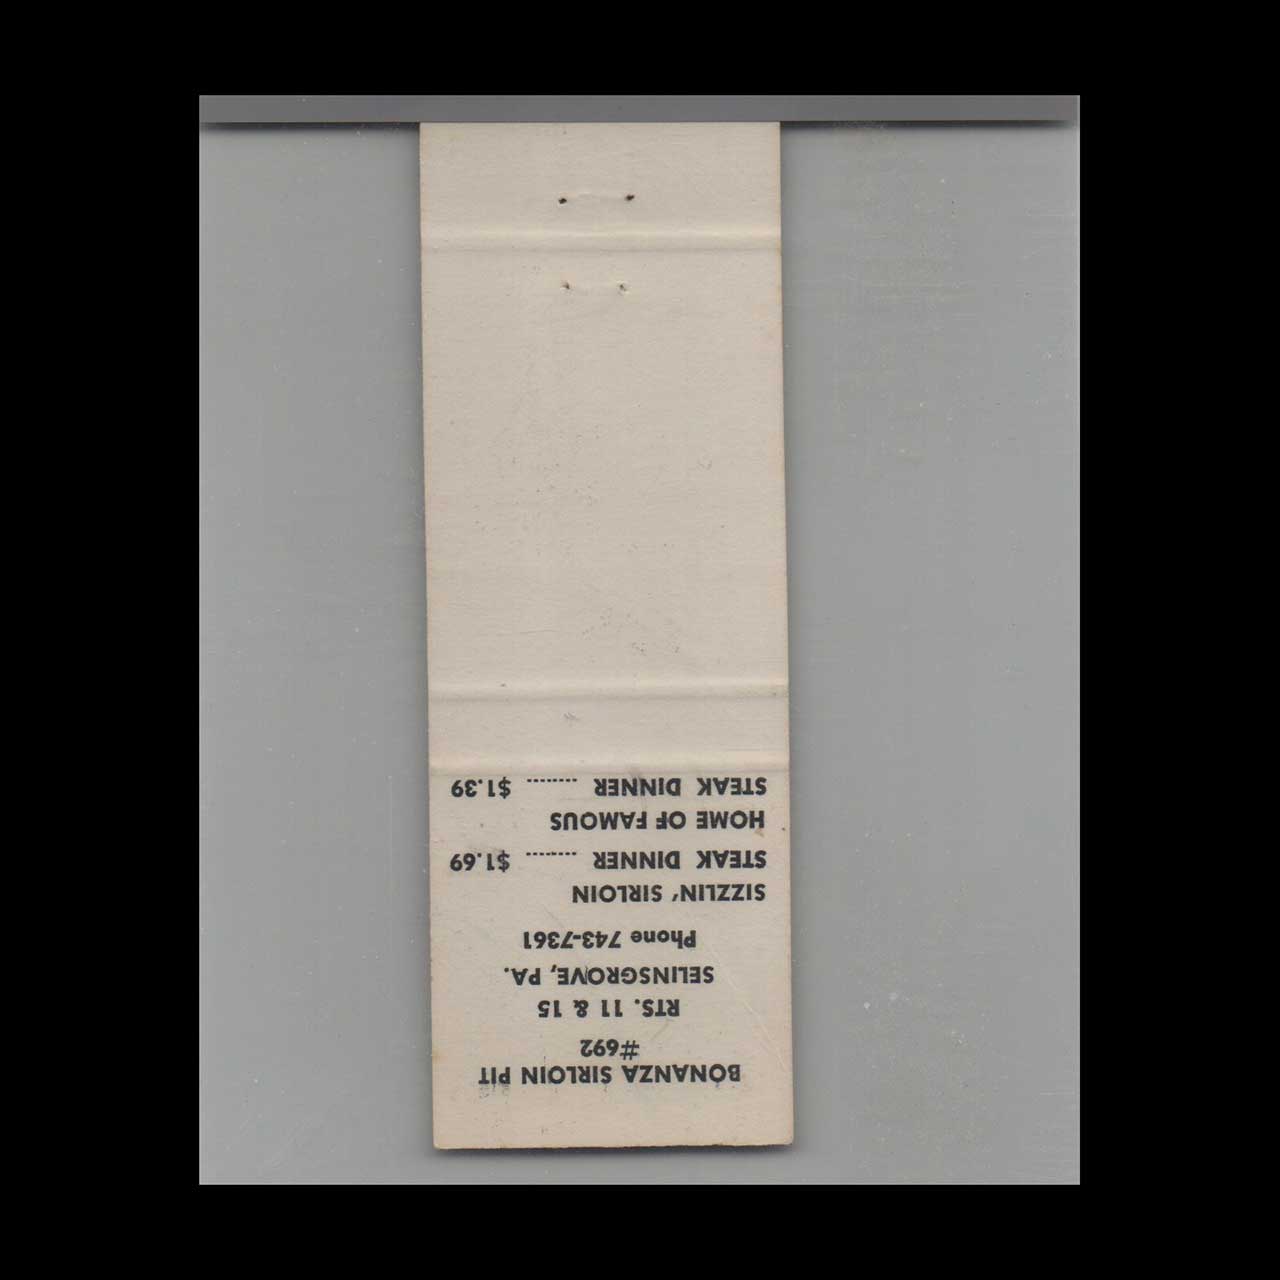 BONANZA SIRLOIN PIT
#692
RTS. 11 & 15
SELINSGROVE, PA.
Phone 743-7361
SIZZLIN' SIRLOIN
STEAK DINNER ........ $1.69
HOME OF FAMOUS
STEAK DINNER ........ $1.39